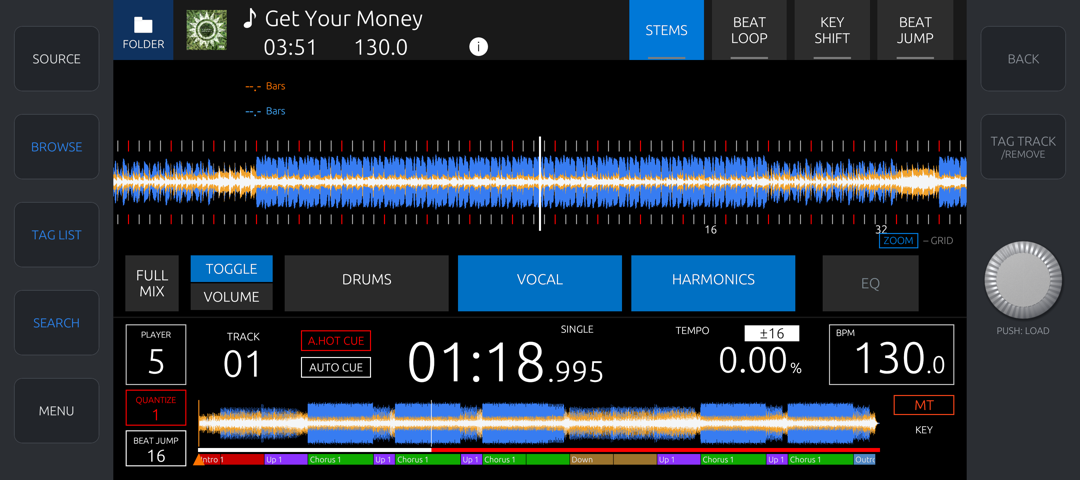 SOURCE
BROWSE
TAG LIST
SEARCH
MENU
FOLDER
Get Your Money
03:51 130.0
i
STEMS
BEAT
LOOP
KEY
SHIFT
BEAT
JUMP
BACK
TAG TRACK
/REMOVE
PUSH: LOAD
--.- Bars
--.- Bars
16
32
ZOOM – GRID
FULL
MIX
TOGGLE
VOLUME
DRUMS
VOCAL
HARMONICS
EQ
PLAYER
5
TRACK
01
A.HOT CUE
AUTO CUE
SINGLE
01:18.995
TEMPO
±16
0.00%
BPM
130.0
QUANTIZE
1
BEAT JUMP
16
MT
KEY
Intro 1
Up 1
Chorus 1
Up 1
Chorus 1
Up 1
Chorus 1
Down
Up 1
Chorus 1
Up 1
Chorus 1
Outro